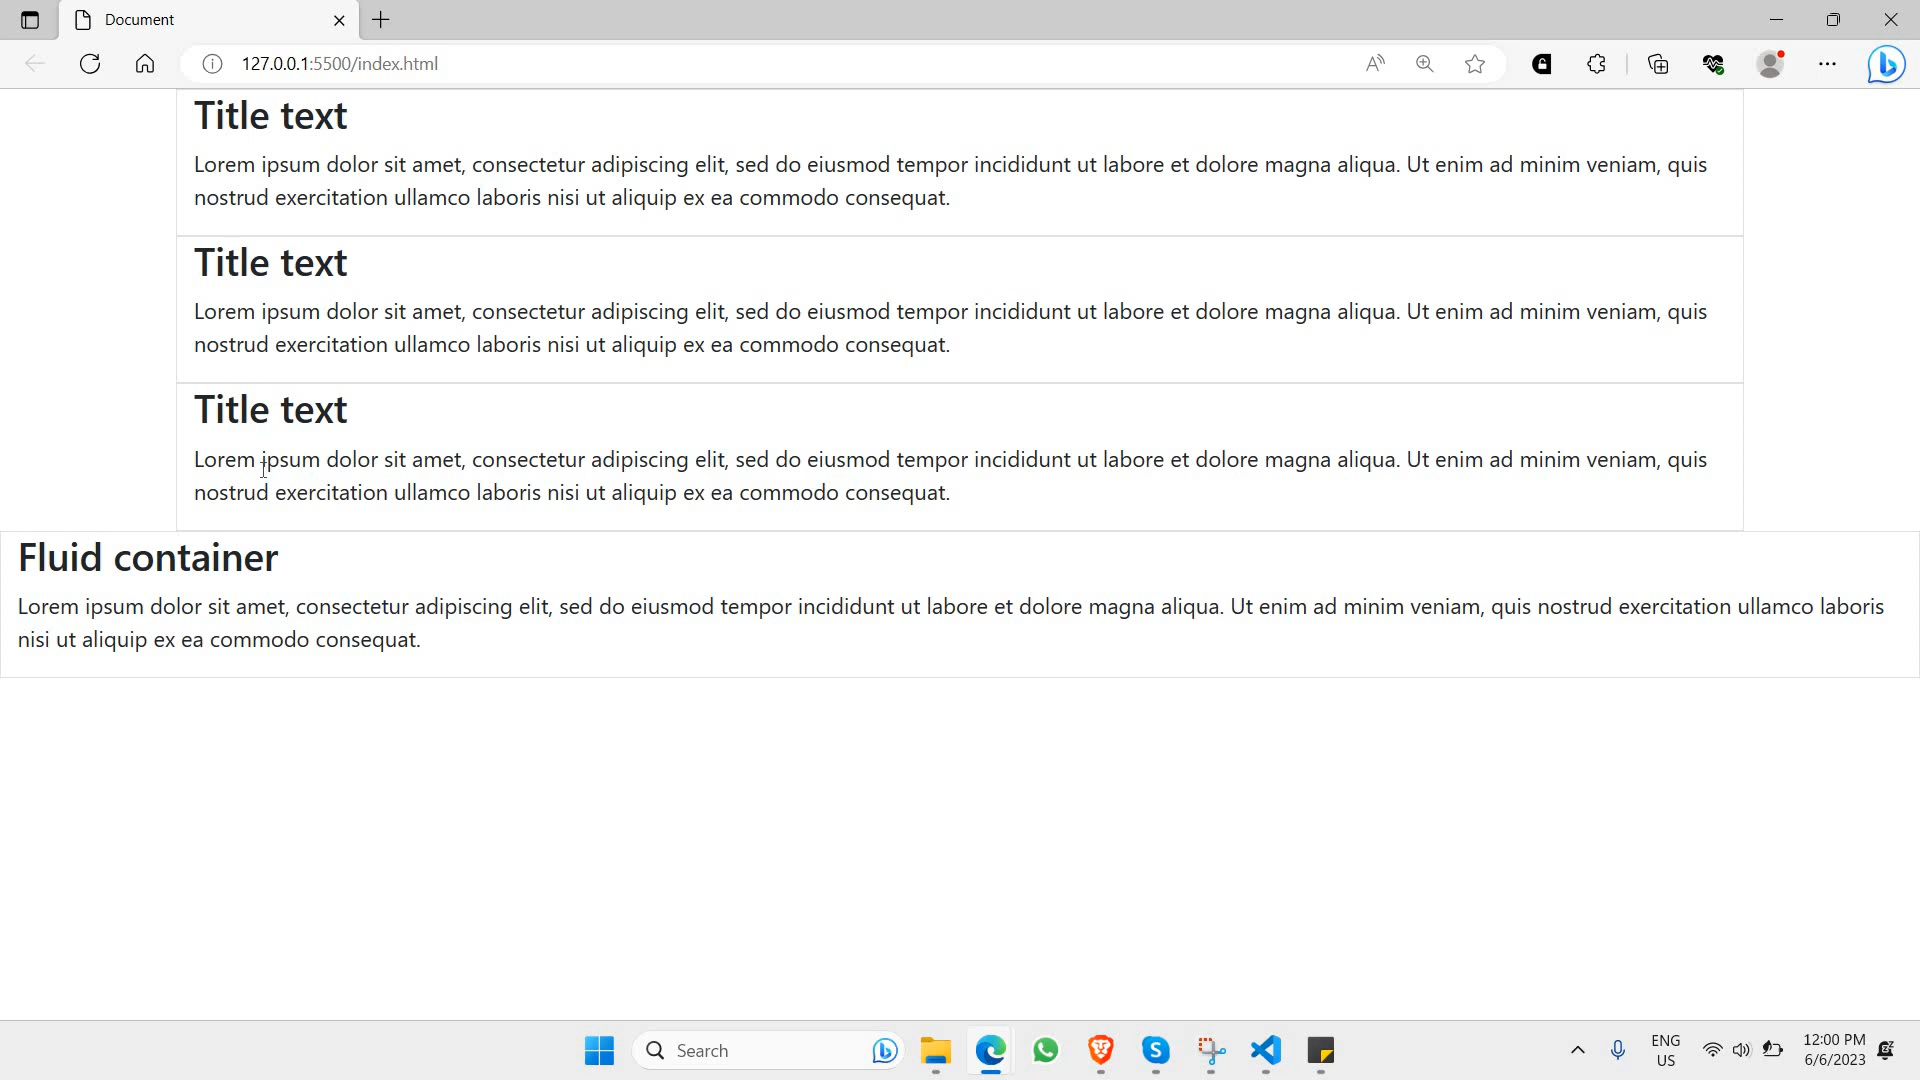 Document
127.0.0.1:5500/index.html
Title text
Lorem ipsum dolor sit amet, consectetur adipiscing elit, sed do eiusmod tempor incididunt ut labore et dolore magna aliqua. Ut enim ad minim veniam, quis
nostrud exercitation ullamco laboris nisi ut aliquip ex ea commodo consequat.
Title text
Lorem ipsum dolor sit amet, consectetur adipiscing elit, sed do eiusmod tempor incididunt ut labore et dolore magna aliqua. Ut enim ad minim veniam, quis
nostrud exercitation ullamco laboris nisi ut aliquip ex ea commodo consequat.
Title text
Lorem ipsum dolor sit amet, consectetur adipiscing elit, sed do eiusmod tempor incididunt ut labore et dolore magna aliqua. Ut enim ad minim veniam, quis
nostrud exercitation ullamco laboris nisi ut aliquip ex ea commodo consequat.
Fluid container
Lorem ipsum dolor sit amet, consectetur adipiscing elit, sed do eiusmod tempor incididunt ut labore et dolore magna aliqua. Ut enim ad minim veniam, quis nostrud exercitation ullamco laboris
nisi ut aliquip ex ea commodo consequat.
Search
ENG
US
12:00 PM
6/6/2023